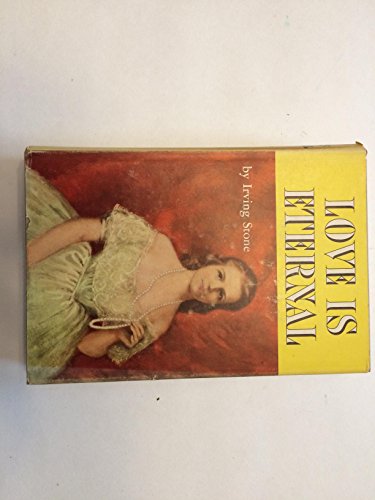 LOVE IS
ETERNAL
by Irving Stone